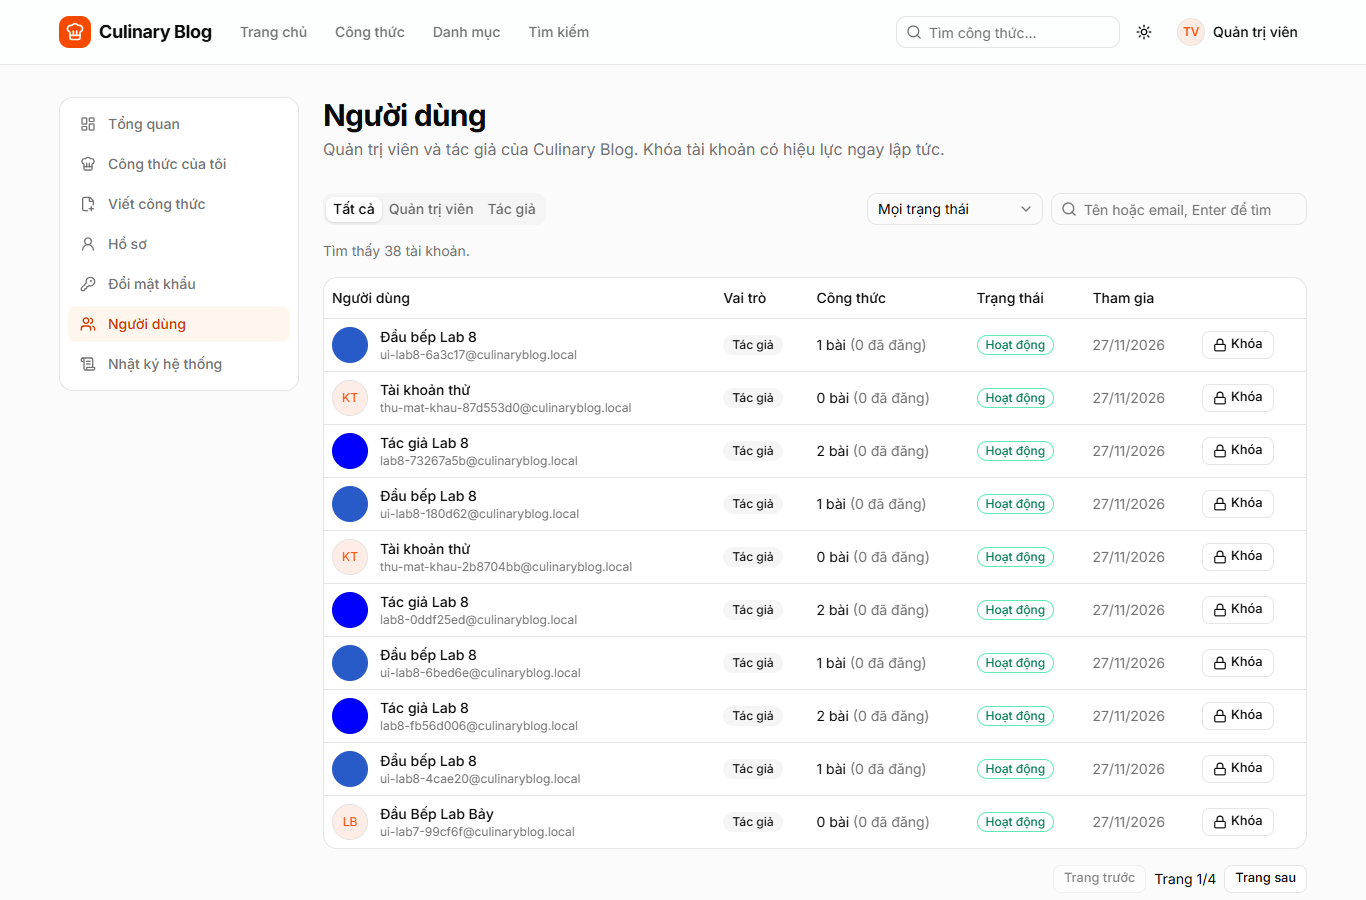 Culinary Blog Trang chủ Công thức Danh mục Tìm kiếm Tìm công thức... TV Quản trị viên
Tổng quan
Công thức của tôi
Viết công thức
Hồ sơ
Đổi mật khẩu
Người dùng
Nhật ký hệ thống
Người dùng
Quản trị viên và tác giả của Culinary Blog. Khóa tài khoản có hiệu lực ngay lập tức.
Tất cả Quản trị viên Tác giả Mọi trạng thái Tên hoặc email, Enter để tìm
Tìm thấy 38 tài khoản.
Người dùng Vai trò Công thức Trạng thái Tham gia
Đầu bếp Lab 8
ui-lab8-6a3c17@culinaryblog.local
Tác giả 1 bài (0 đã đăng) Hoạt động 27/11/2026 Khóa
KT Tài khoản thử
thu-mat-khau-87d553d0@culinaryblog.local
Tác giả 0 bài (0 đã đăng) Hoạt động 27/11/2026 Khóa
Tác giả Lab 8
lab8-73267a5b@culinaryblog.local
Tác giả 2 bài (0 đã đăng) Hoạt động 27/11/2026 Khóa
Đầu bếp Lab 8
ui-lab8-180d62@culinaryblog.local
Tác giả 1 bài (0 đã đăng) Hoạt động 27/11/2026 Khóa
KT Tài khoản thử
thu-mat-khau-2b8704bb@culinaryblog.local
Tác giả 0 bài (0 đã đăng) Hoạt động 27/11/2026 Khóa
Tác giả Lab 8
lab8-0ddf25ed@culinaryblog.local
Tác giả 2 bài (0 đã đăng) Hoạt động 27/11/2026 Khóa
Đầu bếp Lab 8
ui-lab8-6bed6e@culinaryblog.local
Tác giả 1 bài (0 đã đăng) Hoạt động 27/11/2026 Khóa
Tác giả Lab 8
lab8-fb56d006@culinaryblog.local
Tác giả 2 bài (0 đã đăng) Hoạt động 27/11/2026 Khóa
Đầu bếp Lab 8
ui-lab8-4cae20@culinaryblog.local
Tác giả 1 bài (0 đã đăng) Hoạt động 27/11/2026 Khóa
LB Đầu Bếp Lab Bảy
ui-lab7-99cf6f@culinaryblog.local
Tác giả 0 bài (0 đã đăng) Hoạt động 27/11/2026 Khóa
Trang trước Trang 1/4 Trang sau